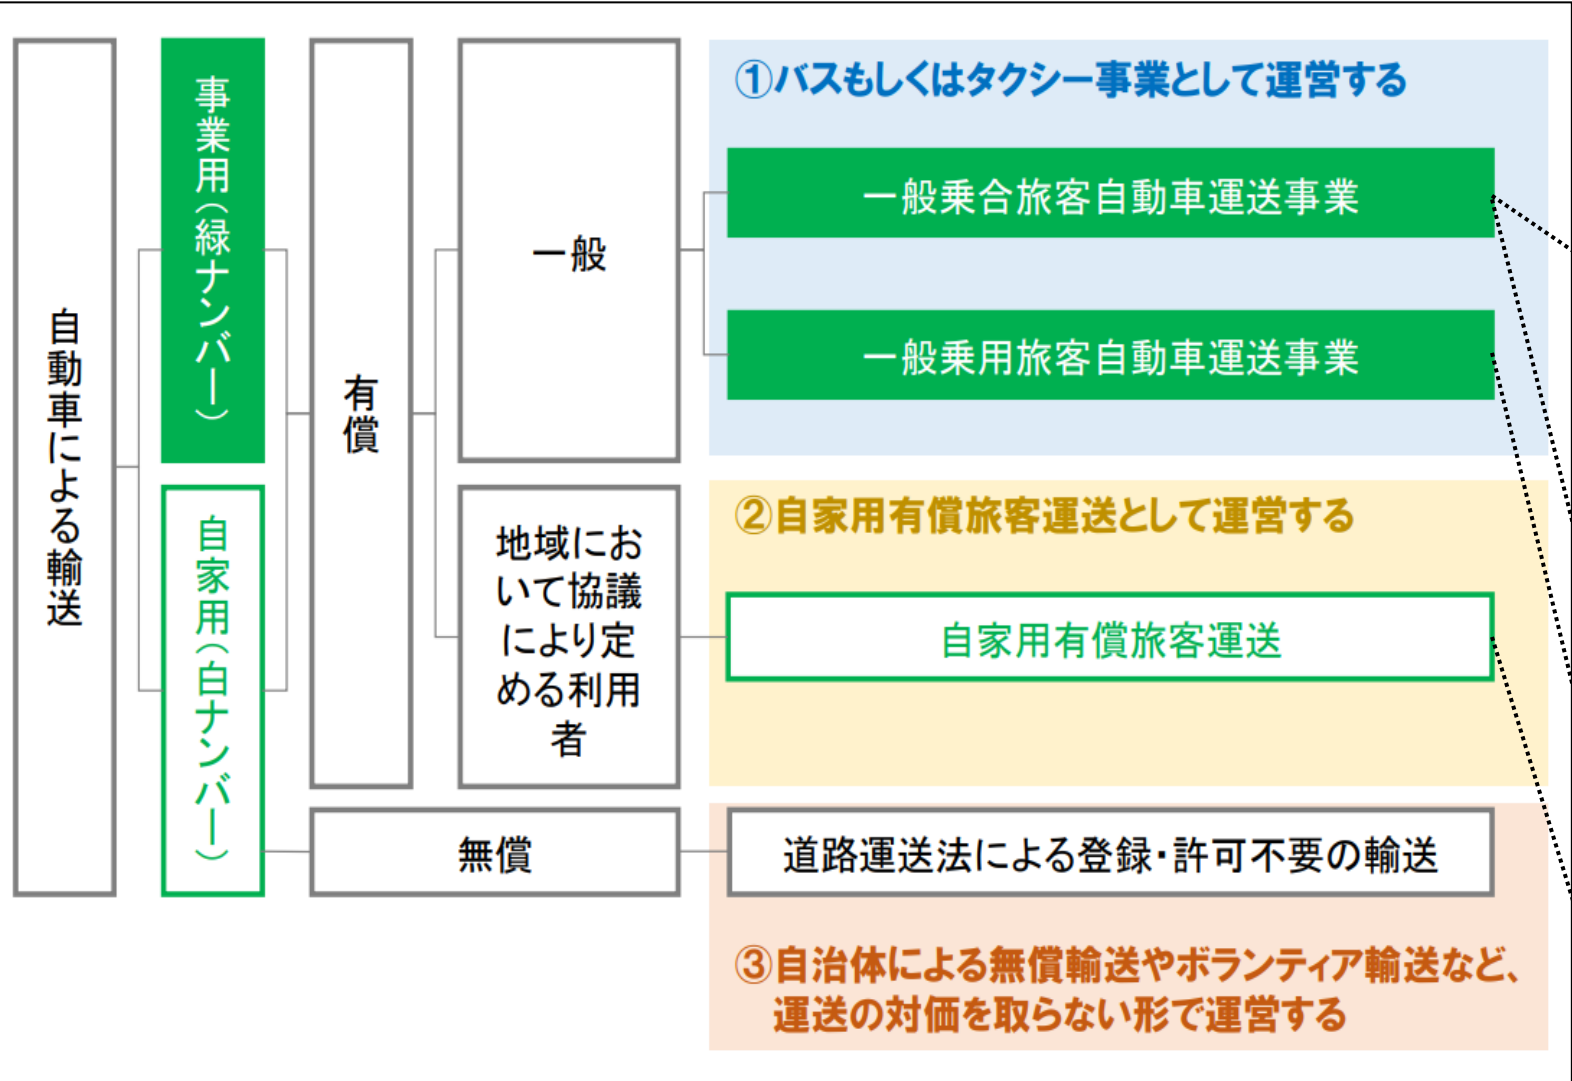 自動車による輸送
事業用（緑ナンバー）
自家用（白ナンバー）
有償
無償
一般
地域にお
いて協議
により定
める利用
者
①バスもしくはタクシー事業として運営する
一般乗合旅客自動車運送事業
一般乗用旅客自動車運送事業
②自家用有償旅客運送として運営する
自家用有償旅客運送
道路運送法による登録・許可不要の輸送
③自治体による無償輸送やボランティア輸送など、
運送の対価を取らない形で運営する